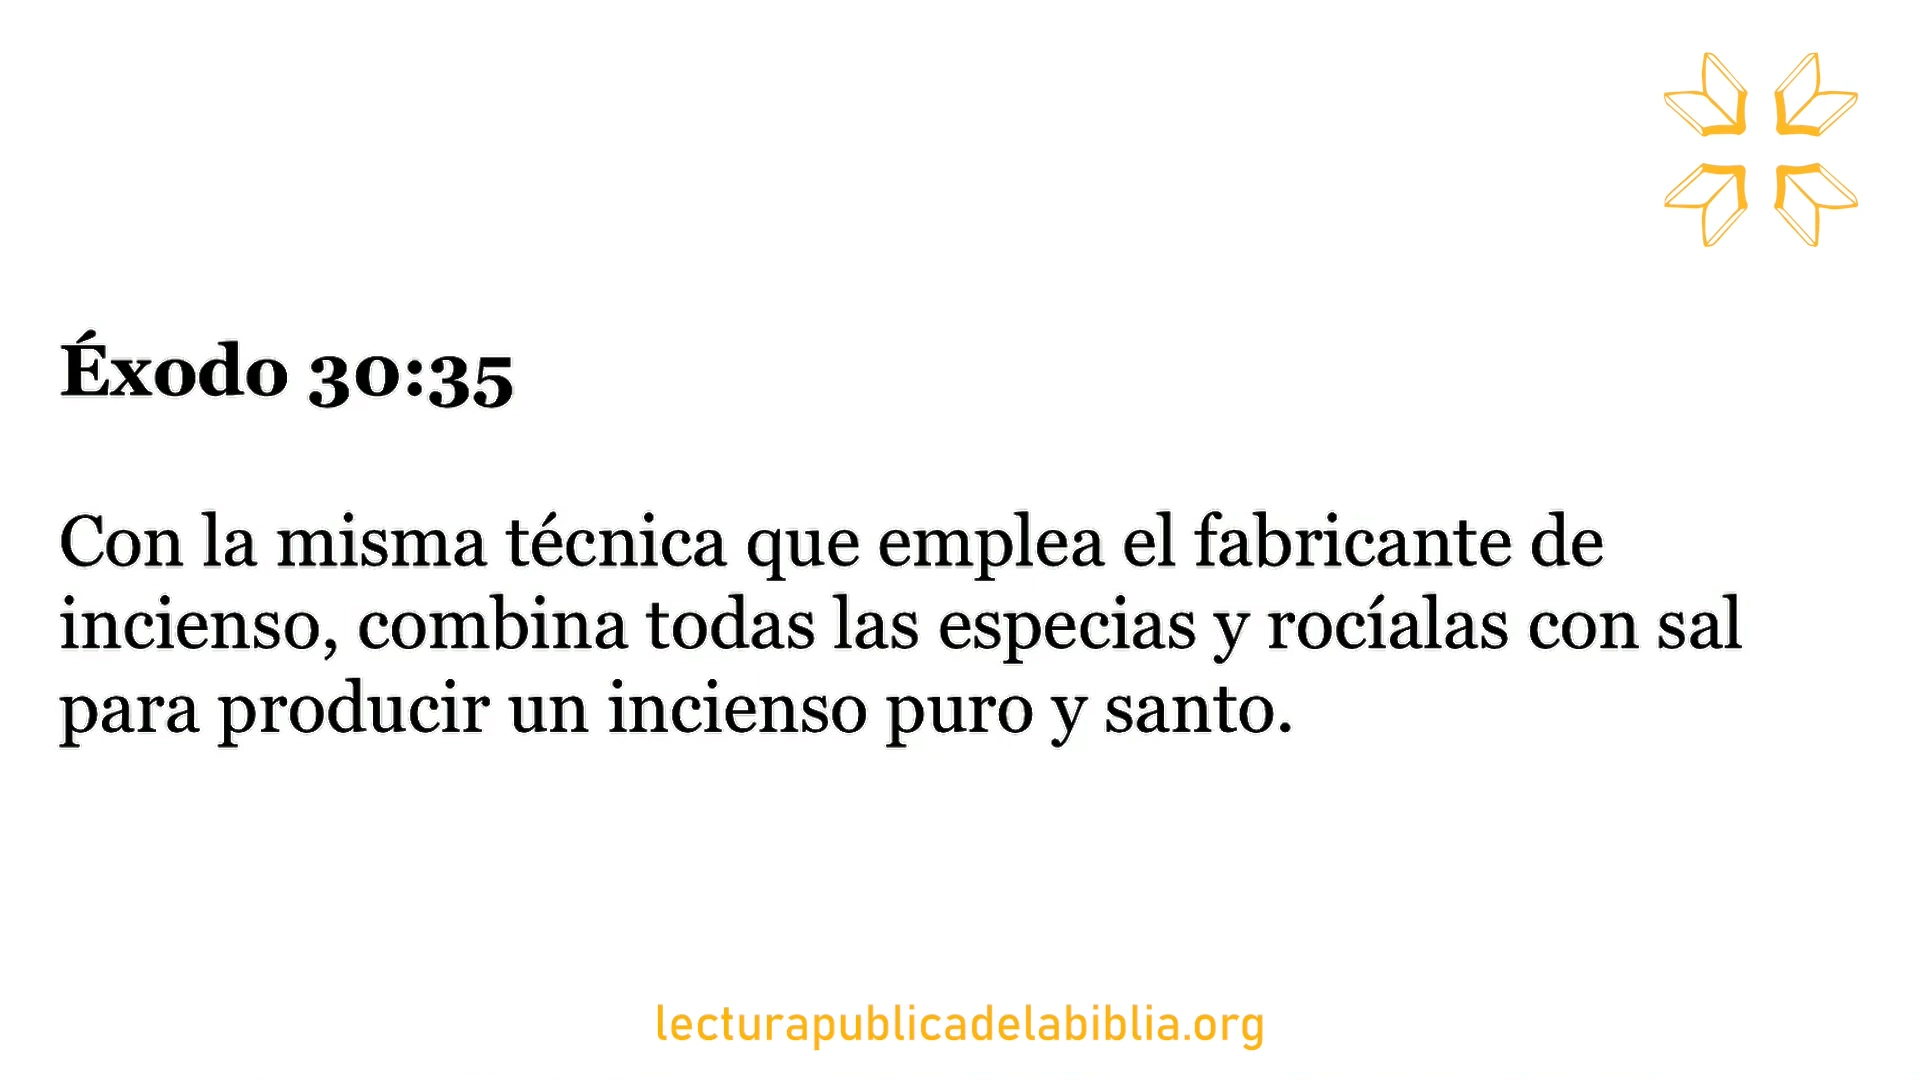 Éxodo 30:35
Con la misma técnica que emplea el fabricante de
incienso, combina todas las especias y rocíalas con sal
para producir un incienso puro y santo.
lecturapublicadelabiblia.org